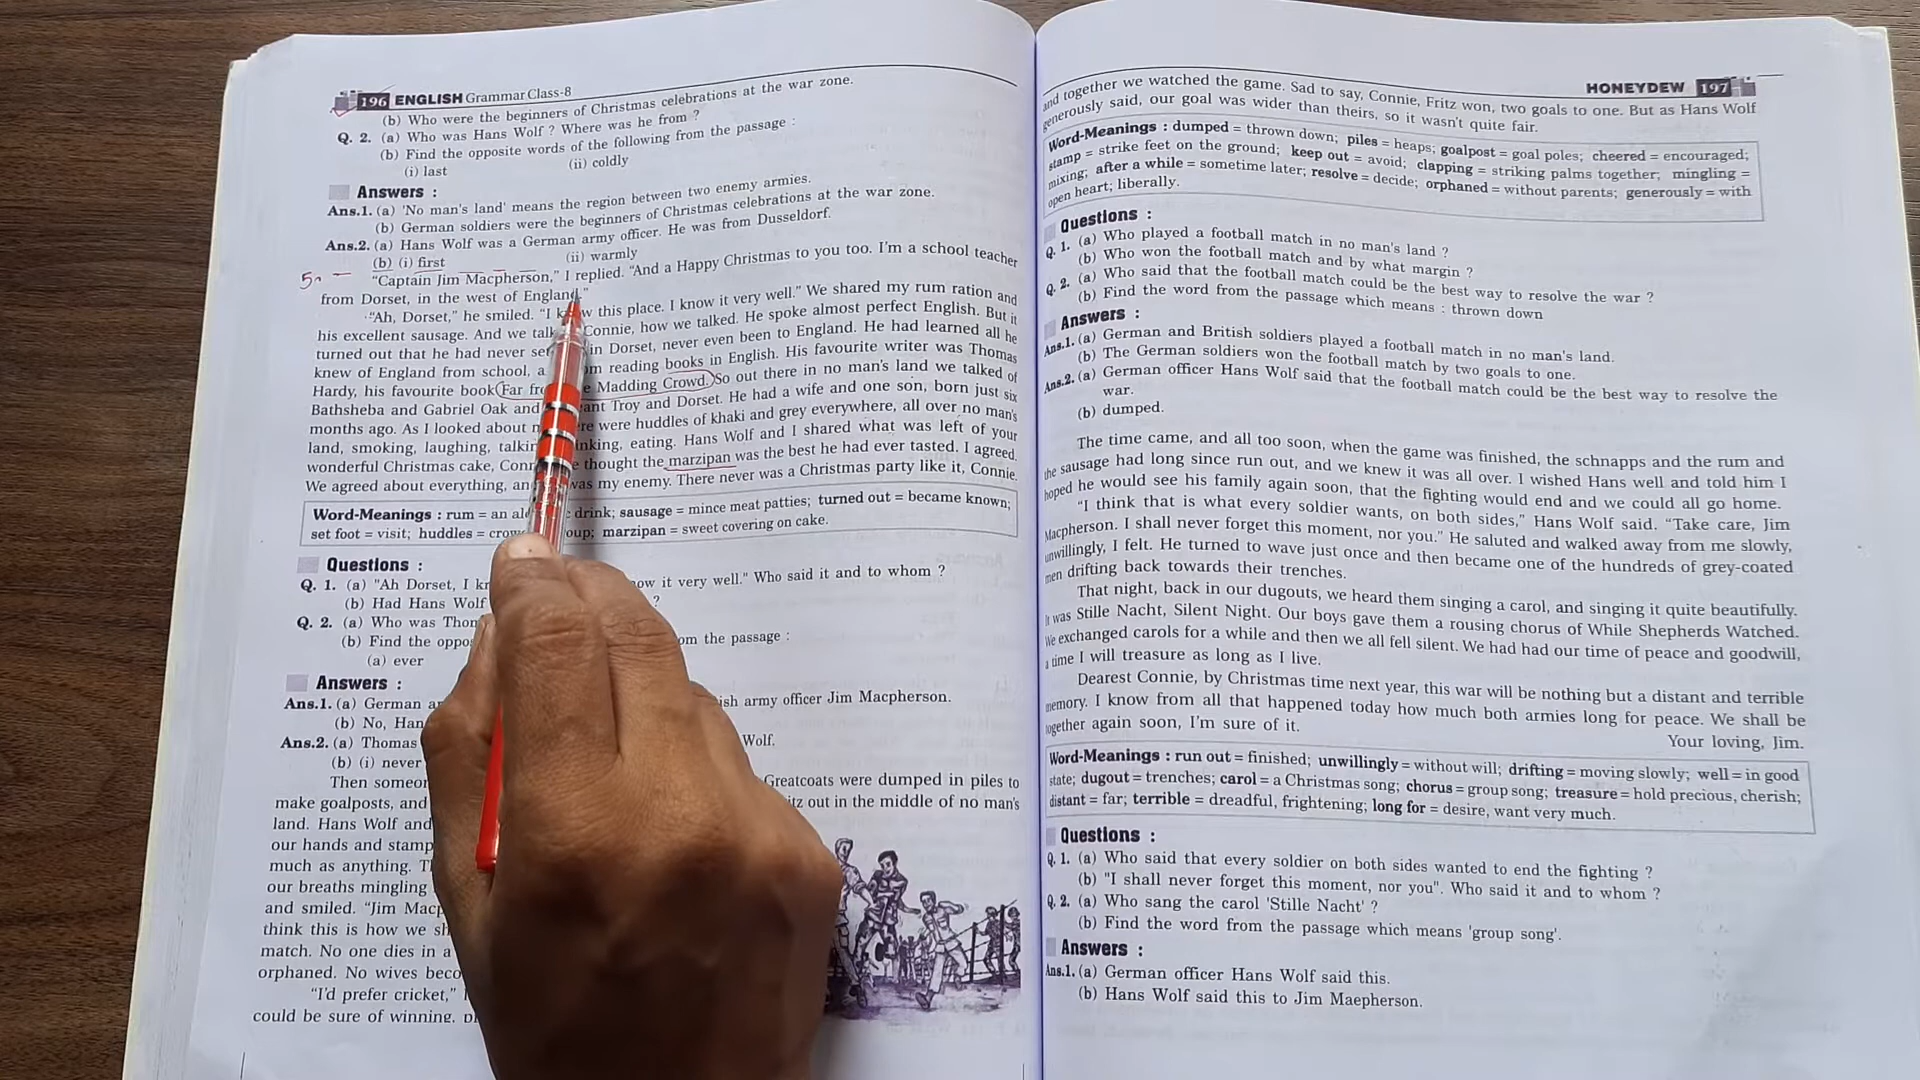 196 ENGLISH Grammar Class-8
(b) Who were the beginners of Christmas celebrations at the war zone.
Q. 2. (a) Who was Hans Wolf ? Where was he from ?
(b) Find the opposite words of the following from the passage :
(i) last (ii) coldly
Answers :
Ans.1. (a) 'No man's land' means the region between two enemy armies.
(b) German soldiers were the beginners of Christmas celebrations at the war zone.
Ans.2. (a) Hans Wolf was a German army officer. He was from Dusseldorf.
(b) (i) first (ii) warmly
"Captain Jim Macpherson," I replied. "And a Happy Christmas to you too. I'm a school teacher
from Dorset, in the west of England."
"Ah, Dorset," he smiled. "I know this place. I know it very well." We shared my rum ration and
his excellent sausage. And we talked, Connie, how we talked. He spoke almost perfect English. But it
turned out that he had never set in Dorset, never even been to England. He had learned all he
knew of England from school, a reading books in English. His favourite writer was Thomas
Hardy, his favourite book Far from the Madding Crowd. So out there in no man's land we talked of
Bathsheba and Gabriel Oak and Troy and Dorset. He had a wife and one son, born just six
months ago. As I looked about were huddles of khaki and grey everywhere, all over no man's
land, smoking, laughing, talking, drinking, eating. Hans Wolf and I shared what was left of your
wonderful Christmas cake, Connie. thought the marzipan was the best he had ever tasted. I agreed.
We agreed about everything, and was my enemy. There never was a Christmas party like it, Connie.
Word-Meanings : rum = an drink; sausage = mince meat patties; turned out = became known;
set foot = visit; huddles = marzipan = sweet covering on cake.
Questions :
Q. 1. (a) "Ah Dorset, I it very well." Who said it and to whom ?
(b) Had Hans Wolf ?
Q. 2. (a) Who was
(b) Find the from the passage :
(a) ever
Answers :
Ans.1. (a) German army officer Jim Macpherson.
(b) No,
Ans.2. (a) Thomas Wolf.
(b) (i) never
Then Greatcoats were dumped in piles to
make goalposts, and out in the middle of no man's
land. Hans Wolf and
our hands and stamp
much as anything.
our breaths mingling
and smiled. "Jim
think this is how we
match. No one dies in a
orphaned. No wives
"I'd prefer cricket,"
could be sure of winning.
HONEYDEW 197
and together we watched the game. Sad to say, Connie, Fritz won, two goals to one. But as Hans Wolf
generously said, our goal was wider than theirs, so it wasn't quite fair.
Word-Meanings : dumped = thrown down; piles = heaps; goalpost = goal poles; cheered = encouraged;
stamp = strike feet on the ground; keep out = avoid; clapping = striking palms together; mingling =
mixing; after a while = sometime later; resolve = decide; orphaned = without parents; generously = with
open heart; liberally.
Questions :
Q. 1. (a) Who played a football match in no man's land ?
(b) Who won the football match and by what margin ?
Q. 2. (a) Who said that the football match could be the best way to resolve the war ?
(b) Find the word from the passage which means : thrown down
Answers :
Ans.1. (a) German and British soldiers played a football match in no man's land.
(b) The German soldiers won the football match by two goals to one.
Ans.2. (a) German officer Hans Wolf said that the football match could be the best way to resolve the
war.
(b) dumped.
The time came, and all too soon, when the game was finished, the schnapps and the rum and
the sausage had long since run out, and we knew it was all over. I wished Hans well and told him I
hoped he would see his family again soon, that the fighting would end and we could all go home.
"I think that is what every soldier wants, on both sides," Hans Wolf said. "Take care, Jim
Macpherson. I shall never forget this moment, nor you." He saluted and walked away from me slowly,
unwillingly, I felt. He turned to wave just once and then became one of the hundreds of grey-coated
men drifting back towards their trenches.
That night, back in our dugouts, we heard them singing a carol, and singing it quite beautifully.
It was Stille Nacht, Silent Night. Our boys gave them a rousing chorus of While Shepherds Watched.
We exchanged carols for a while and then we all fell silent. We had had our time of peace and goodwill,
a time I will treasure as long as I live.
Dearest Connie, by Christmas time next year, this war will be nothing but a distant and terrible
memory. I know from all that happened today how much both armies long for peace. We shall be
together again soon, I'm sure of it.
Your loving, Jim.
Word-Meanings : run out = finished; unwillingly = without will; drifting = moving slowly; well = in good
state; dugout = trenches; carol = a Christmas song; chorus = group song; treasure = hold precious, cherish;
distant = far; terrible = dreadful, frightening; long for = desire, want very much.
Questions :
Q. 1. (a) Who said that every soldier on both sides wanted to end the fighting ?
(b) "I shall never forget this moment, nor you". Who said it and to whom ?
Q. 2. (a) Who sang the carol 'Stille Nacht' ?
(b) Find the word from the passage which means 'group song'.
Answers :
Ans.1. (a) German officer Hans Wolf said this.
(b) Hans Wolf said this to Jim Maepherson.